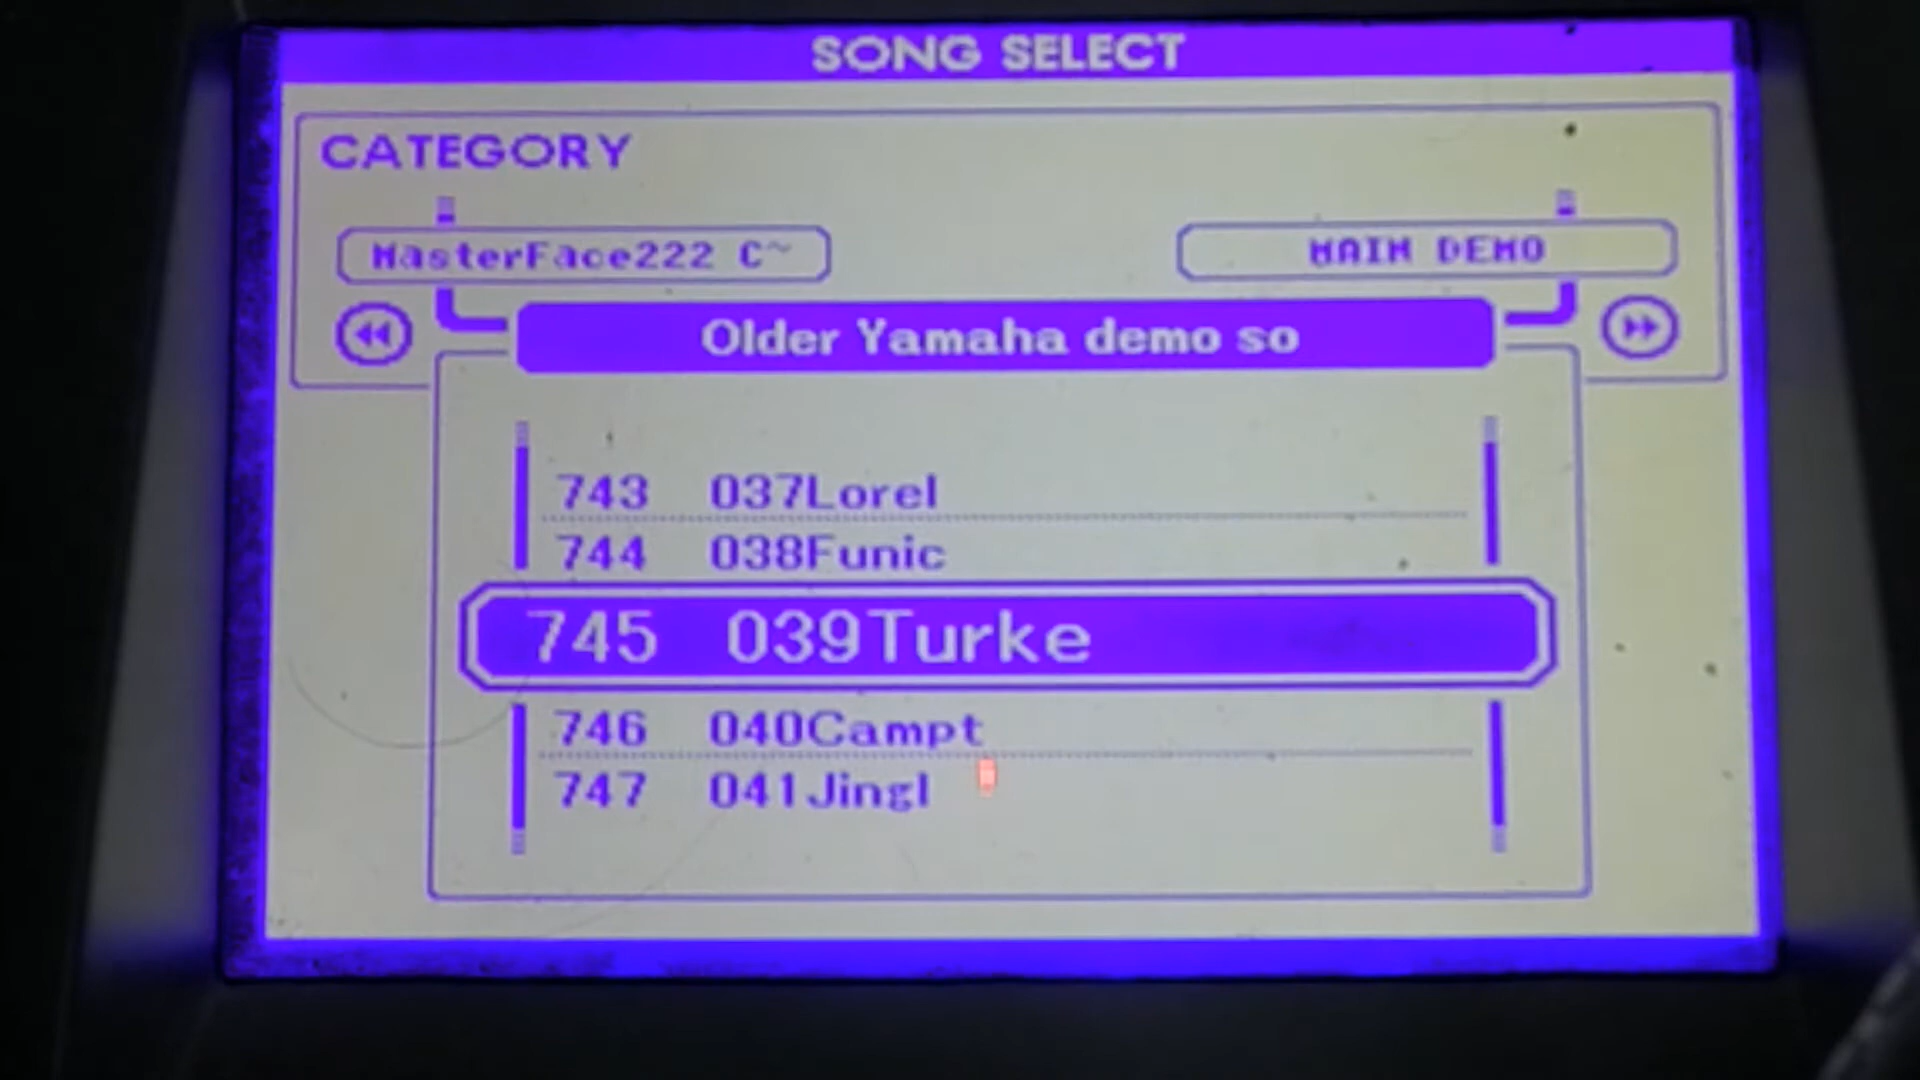 SONG SELECT
CATEGORY
MasterFace222 C~
MAIN DEMO
Older Yamaha demo so
743 037Lorel
744 038Funic
745 039Turke
746 040Campt
747 041Jingl